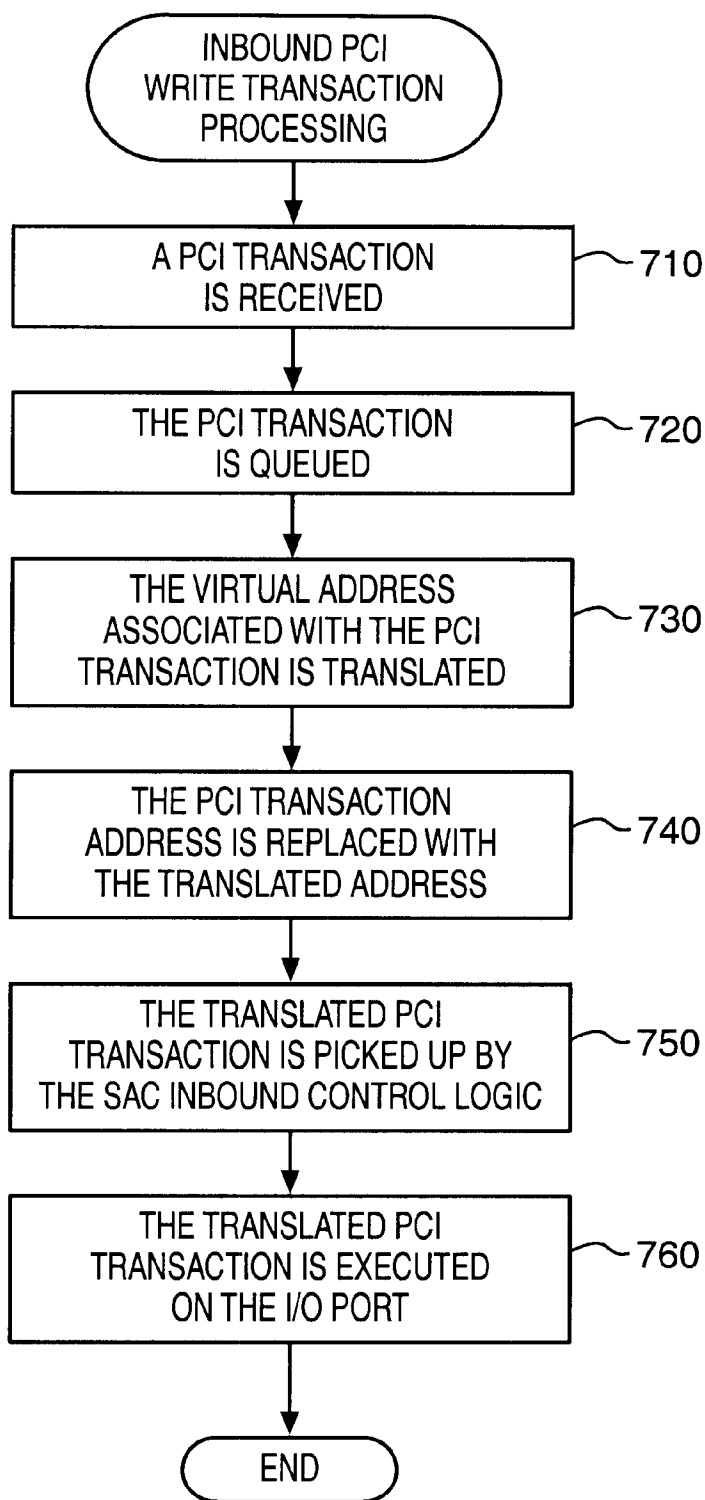 INBOUND PCI
WRITE TRANSACTION
PROCESSING
A PCI TRANSACTION
IS RECEIVED
710
THE PCI TRANSACTION
IS QUEUED
720
THE VIRTUAL ADDRESS
ASSOCIATED WITH THE PCI
TRANSACTION IS TRANSLATED
730
THE PCI TRANSACTION
ADDRESS IS REPLACED WITH
THE TRANSLATED ADDRESS
740
THE TRANSLATED PCI
TRANSACTION IS PICKED UP BY
THE SAC INBOUND CONTROL LOGIC
750
THE TRANSLATED PCI
TRANSACTION IS EXECUTED
ON THE I/O PORT
760
END